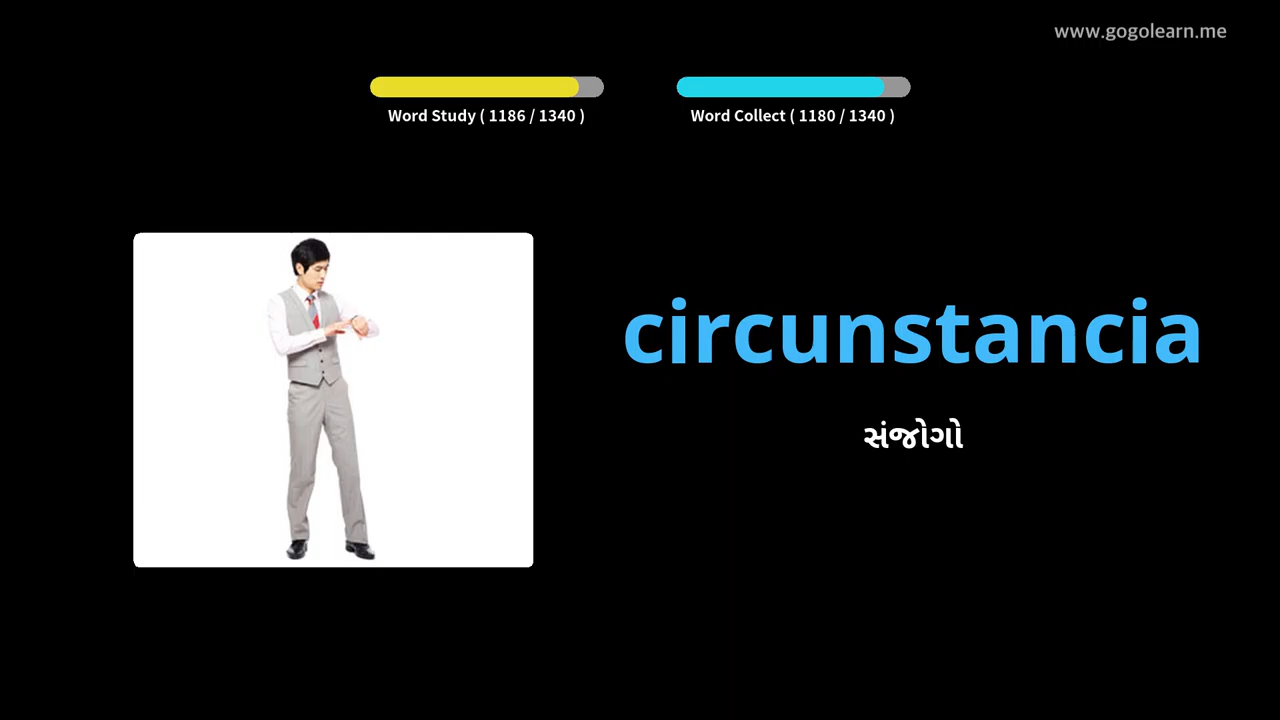 www.gogolearn.me
Word Study ( 1186 / 1340 )
Word Collect ( 1180 / 1340 )
circunstancia
સંજોગો